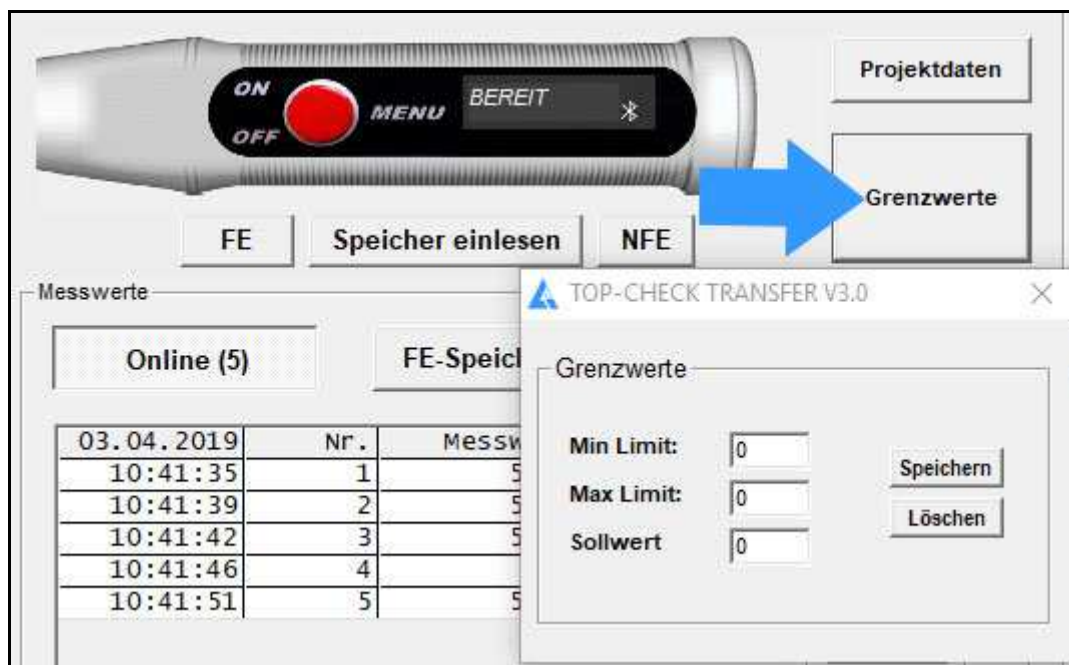 ON
OFF
MENU
BEREIT
Projektdaten
Grenzwerte
FE
Speicher einlesen
NFE
Messwerte
Online (5)
TOP-CHECK TRANSFER V3.0
Grenzwerte
Min Limit: 0
Max Limit: 0
Sollwert 0
Speichern
Löschen
03.04.2019 Nr.
10:41:35 1
10:41:39 2
10:41:42 3
10:41:46 4
10:41:51 5